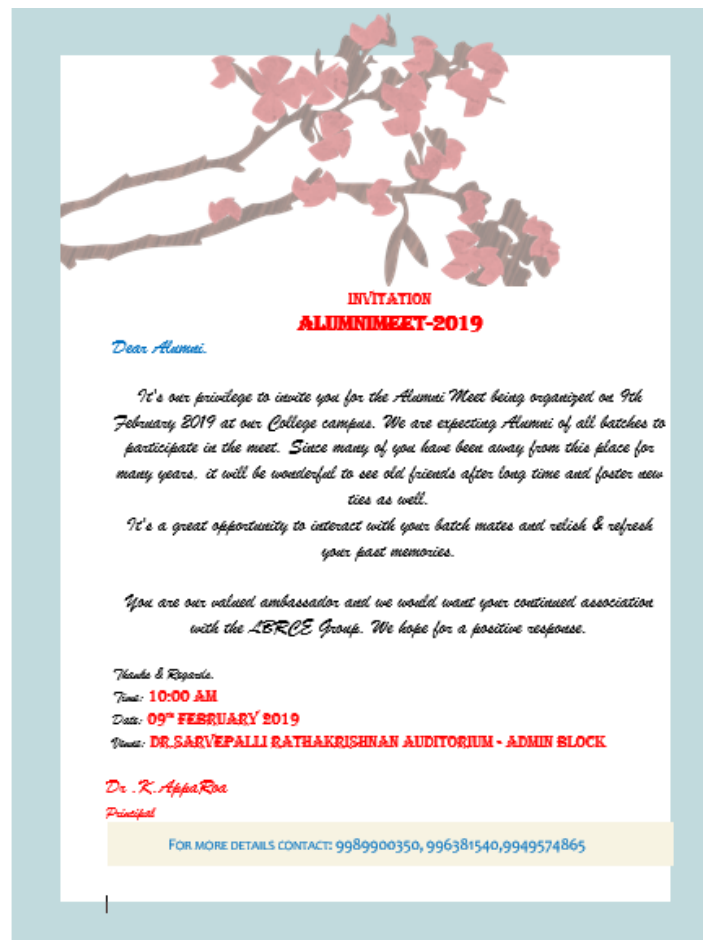 INVITATION
ALUMNIMEET-2019
Dear Alumni,
It's our privilege to invite you for the Alumni Meet being organized on 9th
February 2019 at our College campus. We are expecting Alumni of all batches to
participate in the meet. Since many of you have been away from this place for
many years, it will be wonderful to see old friends after long time and foster new
ties as well.
It's a great opportunity to interact with your batch mates and relish & refresh
your past memories.
You are our valued ambassador and we would want your continued association
with the LBRCE Group. We hope for a positive response.
Thanks & Regards,
Time: 10:00 AM
Date: 09th FEBRUARY 2019
Venue: DR.SARVEPALLI RATHAKRISHNAN AUDITORIUM - ADMIN BLOCK
Dr .K.AppaRoa
Principal
FOR MORE DETAILS CONTACT: 9989900350, 996381540,9949574865